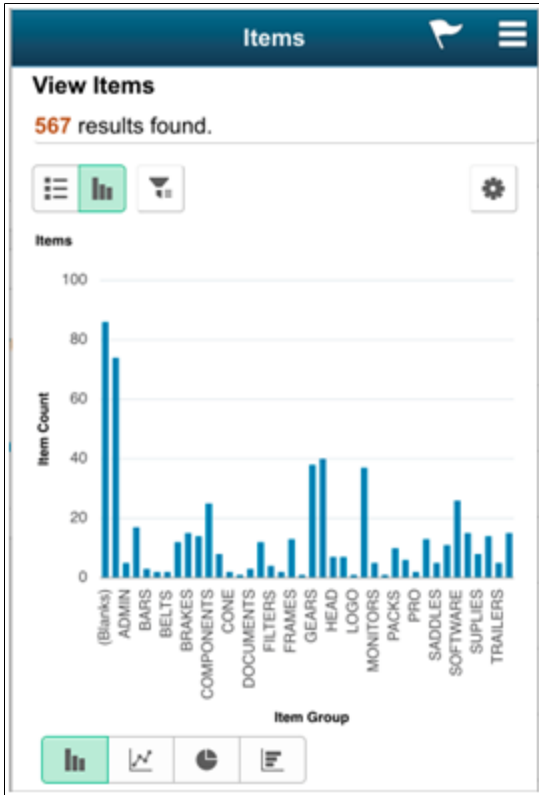 Items
View Items
567 results found.
Items
100
80
60
40
20
0
Item Count
(Blanks)
ADMIN
BARS
BELTS
BRAKES
COMPONENTS
CONE
DOCUMENTS
FILTERS
FRAMES
GEARS
HEAD
LOGO
MONITORS
PACKS
PRO
SADDLES
SOFTWARE
SUPLIES
TRAILERS
Item Group